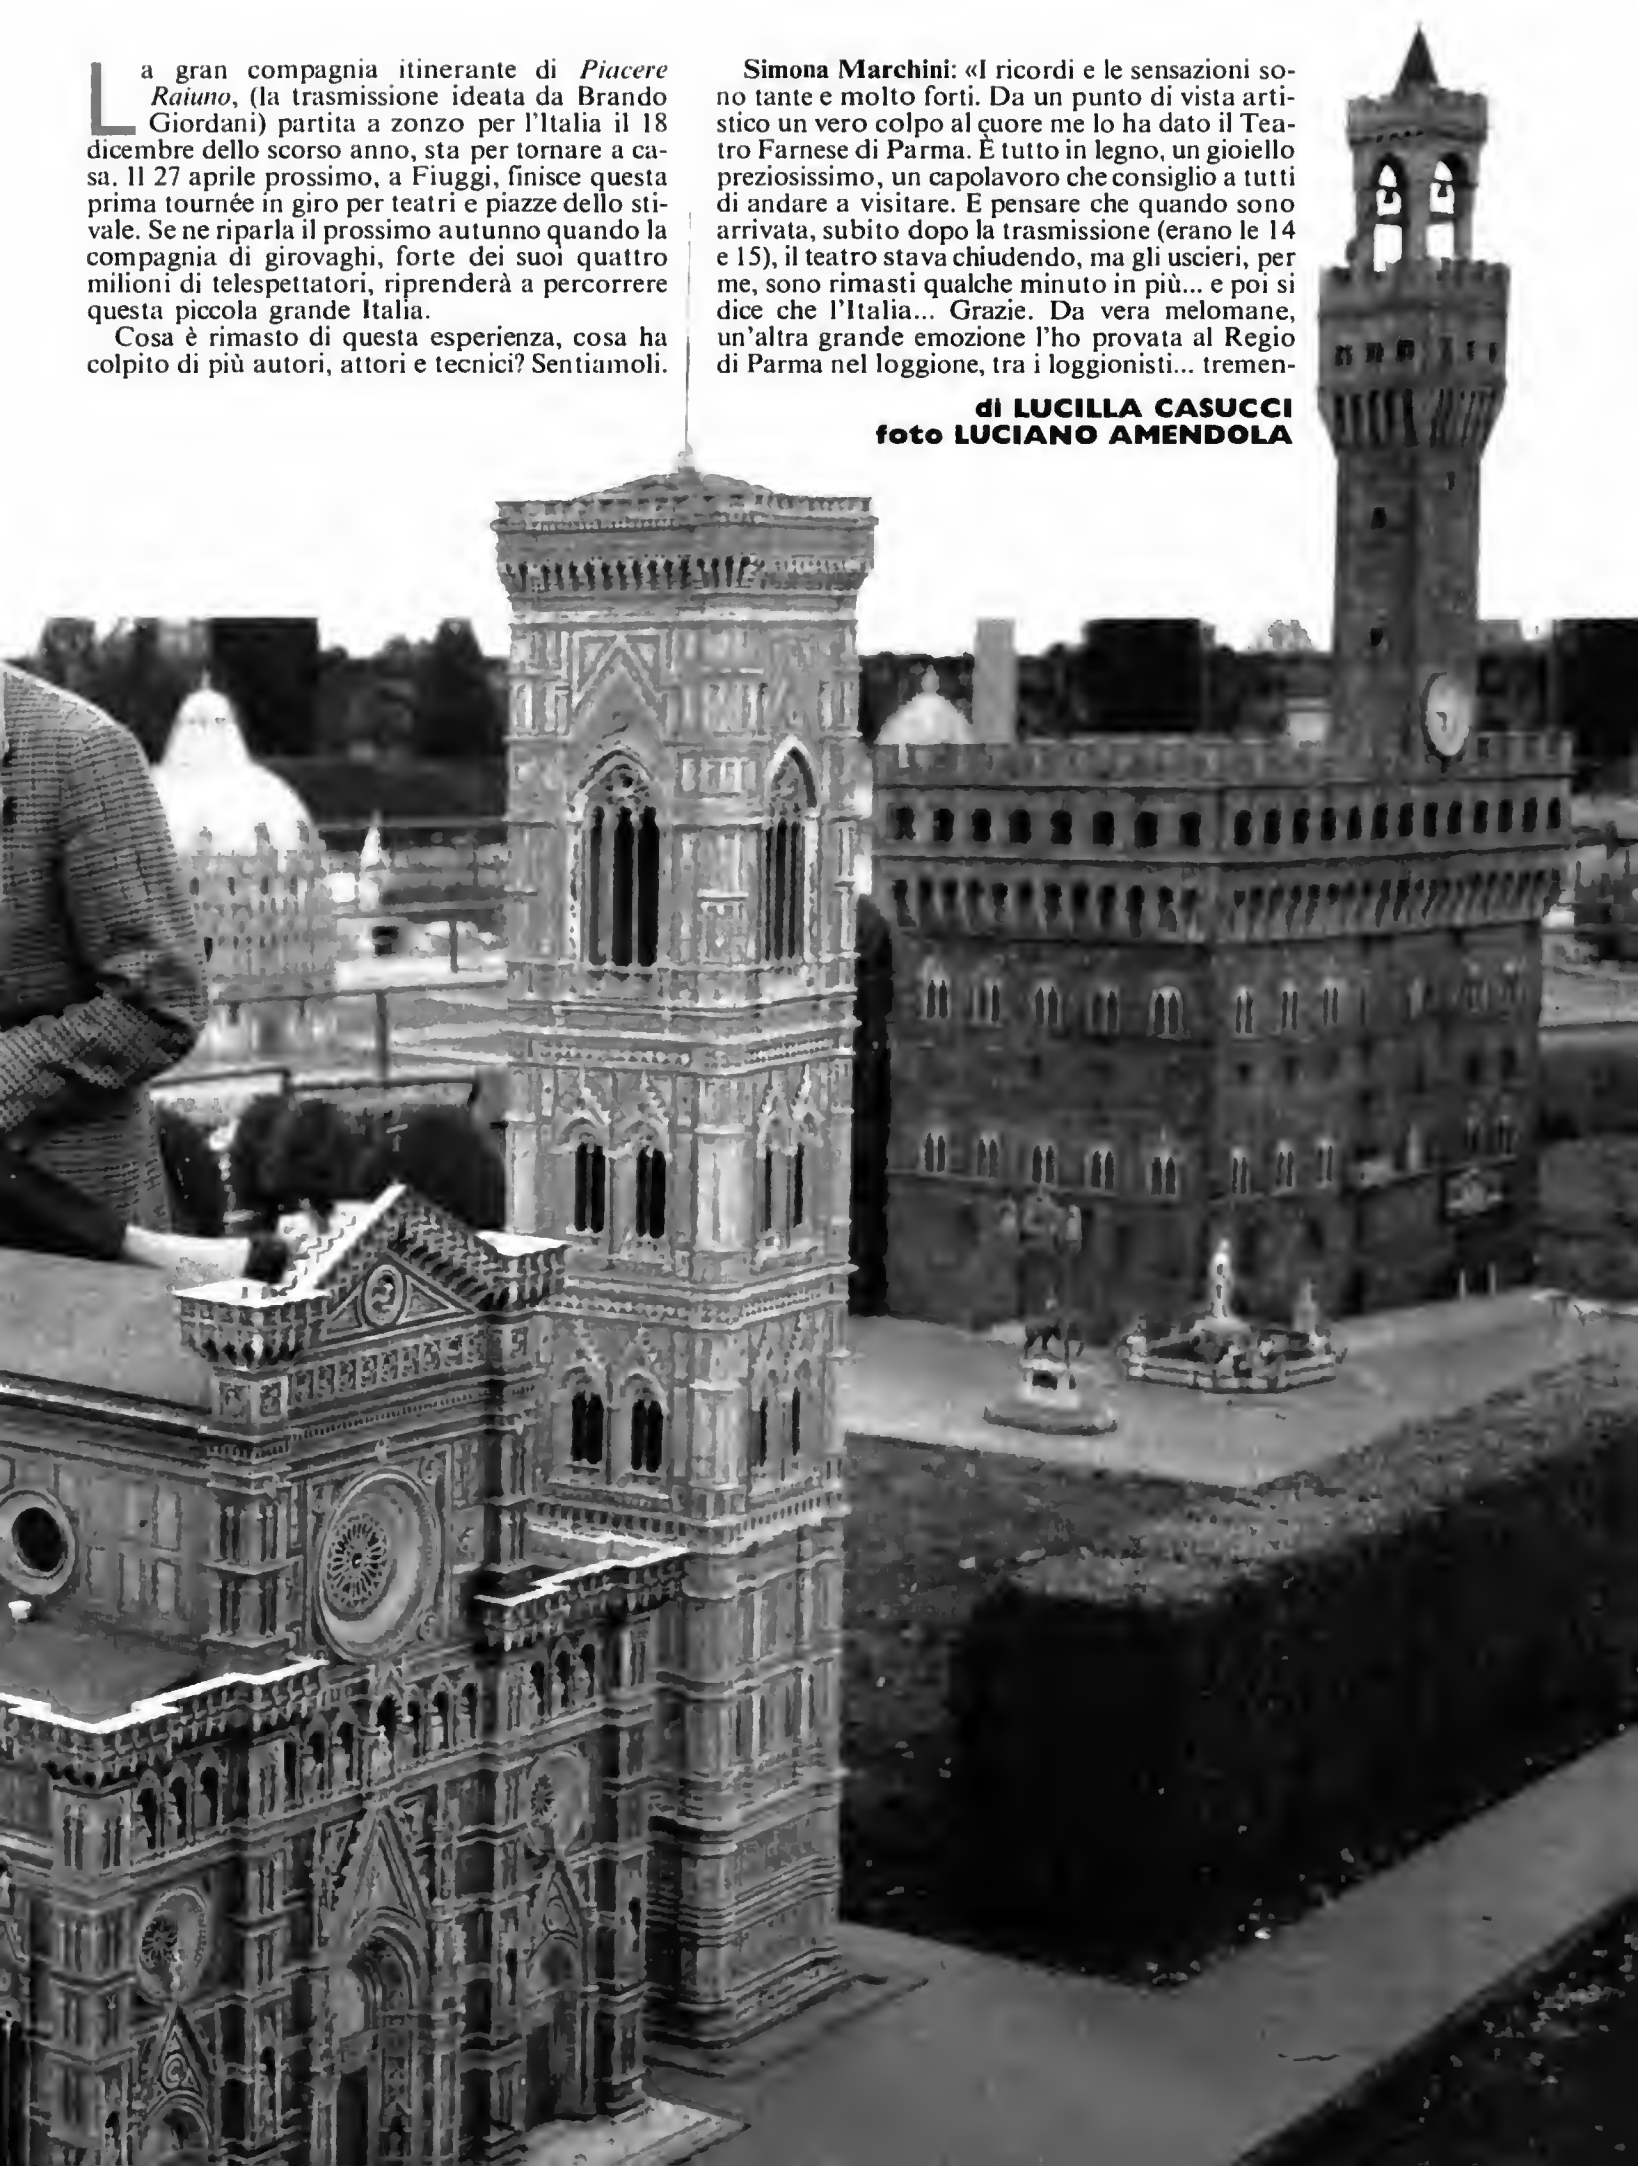 La gran compagnia itinerante di Piacere
Raiuno, (la trasmissione ideata da Brando
Giordani) partita a zonzo per l'Italia il 18
dicembre dello scorso anno, sta per tornare a ca-
sa. Il 27 aprile prossimo, a Fiuggi, finisce questa
prima tournée in giro per teatri e piazze dello sti-
vale. Se ne riparla il prossimo autunno quando la
compagnia di girovaghi, forte dei suoi quattro
milioni di telespettatori, riprenderà a percorrere
questa piccola grande Italia.
Cosa è rimasto di questa esperienza, cosa ha
colpito di più autori, attori e tecnici? Sentiamoli.
Simona Marchini: «I ricordi e le sensazioni so-
no tante e molto forti. Da un punto di vista arti-
stico un vero colpo al cuore me lo ha dato il Tea-
tro Farnese di Parma. È tutto in legno, un gioiello
preziosissimo, un capolavoro che consiglio a tutti
di andare a visitare. E pensare che quando sono
arrivata, subito dopo la trasmissione (erano le 14
e 15), il teatro stava chiudendo, ma gli uscieri, per
me, sono rimasti qualche minuto in più... e poi si
dice che l'Italia... Grazie. Da vera melomane,
un'altra grande emozione l'ho provata al Regio
di Parma nel loggione, tra i loggionisti... tremen-
di LUCILLA CASUCCI
foto LUCIANO AMENDOLA